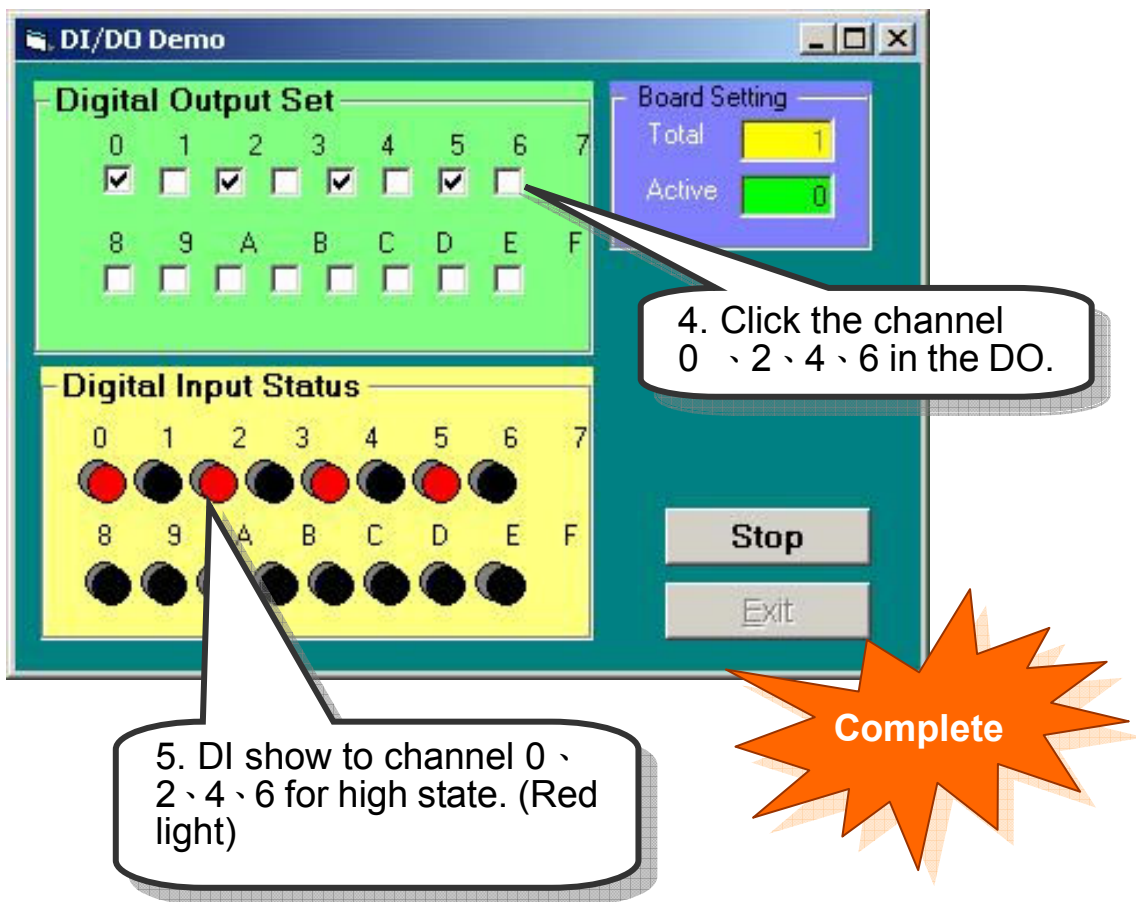 DI/DO Demo
Digital Output Set
0 1 2 3 4 5 6 7
8 9 A B C D E F
Board Setting
Total 1
Active 0
4. Click the channel
0 、2、4、6 in the DO.
Digital Input Status
0 1 2 3 4 5 6 7
8 9 A B C D E F
Stop
Exit
5. DI show to channel 0、
2、4、6 for high state. (Red
light)
Complete